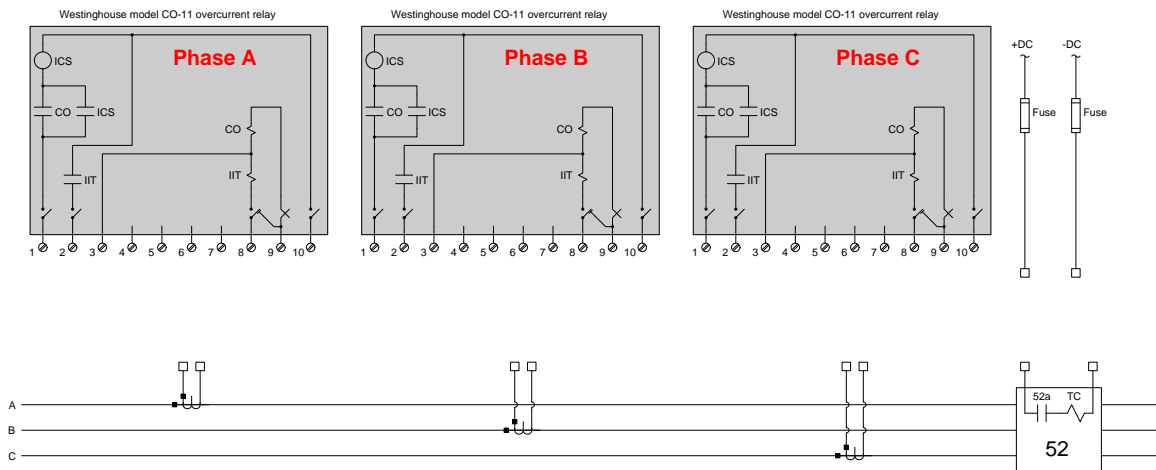 Westinghouse model CO-11 overcurrent relay
Phase A
ICS
CO
ICS
CO
IIT
IIT
1 2 3 4 5 6 7 8 9 10
Westinghouse model CO-11 overcurrent relay
Phase B
ICS
CO
ICS
CO
IIT
IIT
1 2 3 4 5 6 7 8 9 10
Westinghouse model CO-11 overcurrent relay
Phase C
ICS
CO
ICS
CO
IIT
IIT
1 2 3 4 5 6 7 8 9 10
+DC
-DC
Fuse
Fuse
A
B
C
52a
TC
52